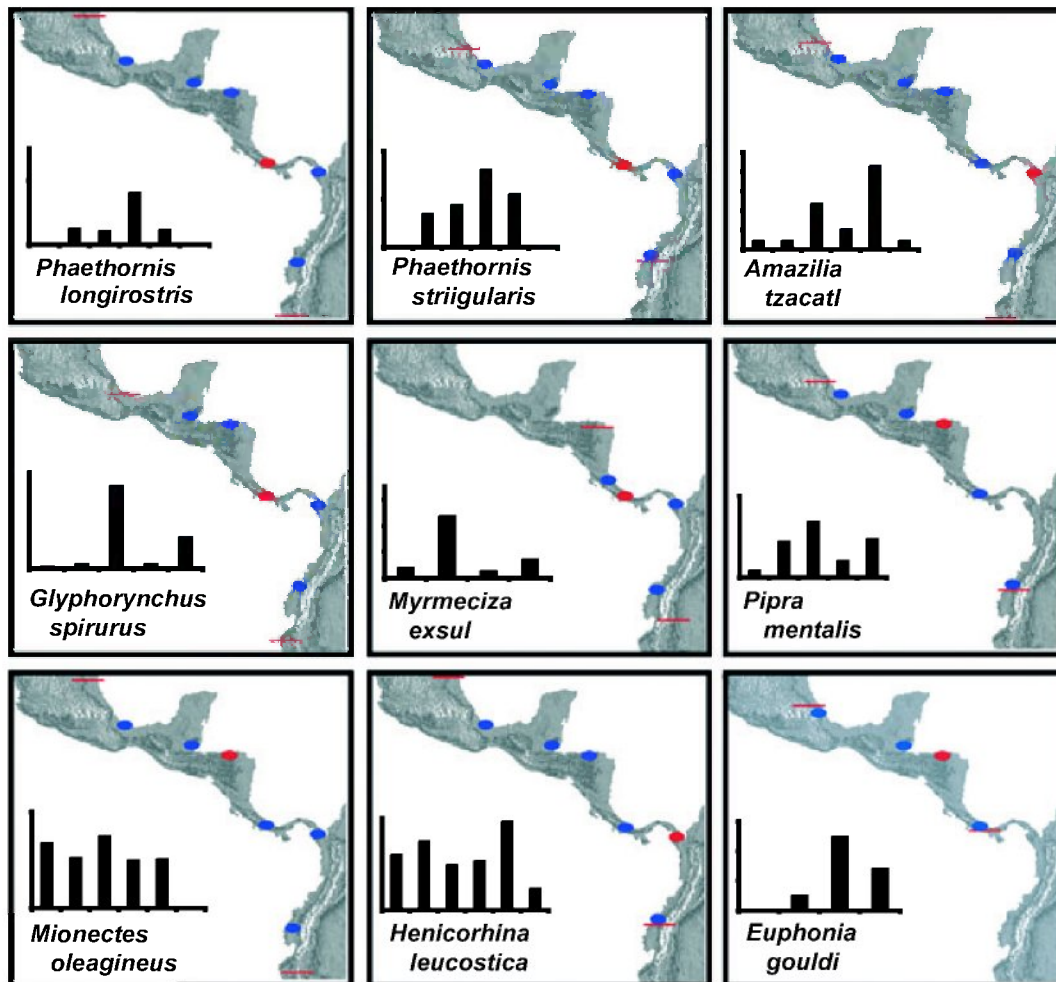 Phaethornis
longirostris
Phaethornis
striigularis
Amazilia
tzacatl
Glyphorynchus
spirurus
Myrmeciza
exsul
Pipra
mentalis
Mionectes
oleagineus
Henicorhina
leucostica
Euphonia
gouldi